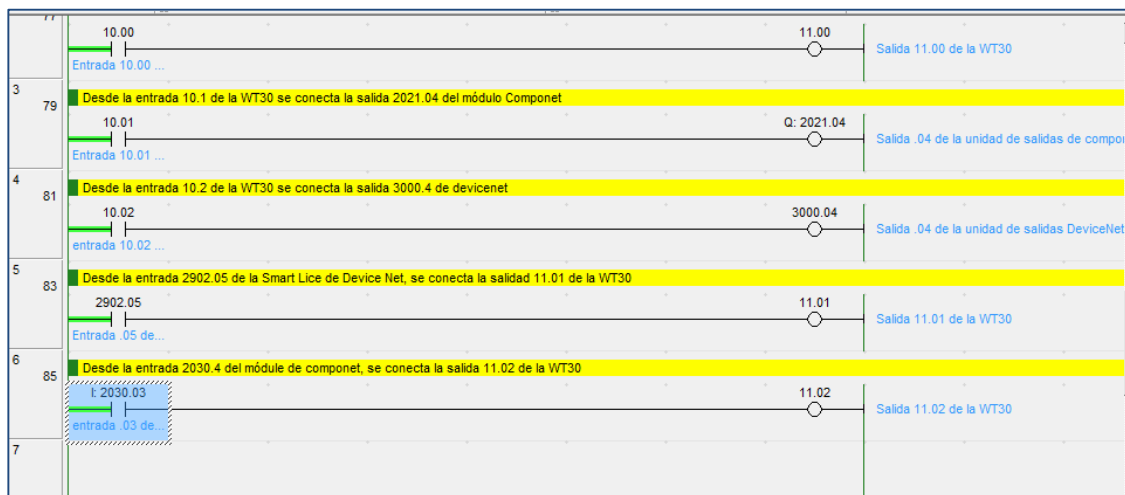 10.00 11.00
Salida 11.00 de la WT30
Entrada 10.00 ...
3
79
Desde la entrada 10.1 de la WT30 se conecta la salida 2021.04 del módulo Componet
10.01 Q: 2021.04
Salida .04 de la unidad de salidas de compo
Entrada 10.01 ...
4
81
Desde la entrada 10.2 de la WT30 se conecta la salida 3000.4 de devicenet
10.02 3000.04
Salida .04 de la unidad de salidas DeviceNet
entrada 10.02 ...
5
83
Desde la entrada 2902.05 de la Smart Lice de Device Net, se conecta la salidad 11.01 de la WT30
2902.05 11.01
Salida 11.01 de la WT30
Entrada .05 de...
6
85
Desde la entrada 2030.4 del módule de componet, se conecta la salida 11.02 de la WT30
I: 2030.03 11.02
Salida 11.02 de la WT30
entrada .03 de...
7